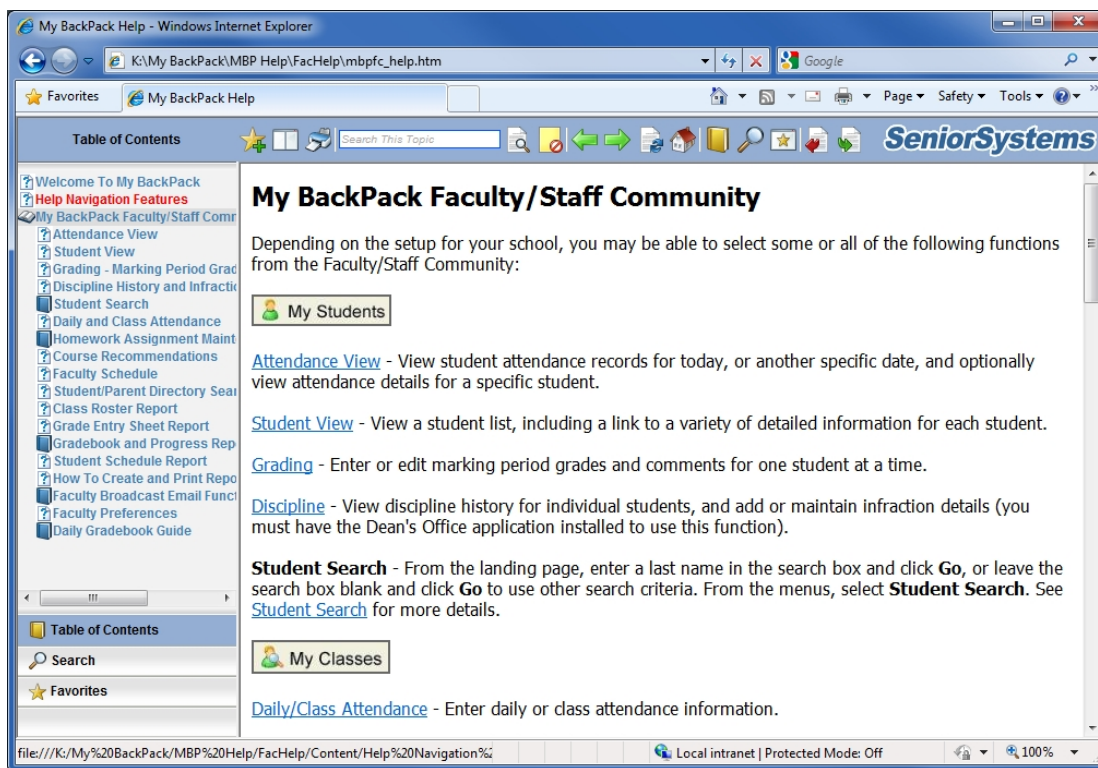 My BackPack Help - Windows Internet Explorer
K:\My BackPack\MBP Help\FacHelp\mbpfc_help.htm
Google
Favorites
My BackPack Help
Page
Safety
Tools
Table of Contents
Search This Topic
SeniorSystems
Welcome To My BackPack
Help Navigation Features
My BackPack Faculty/Staff Comm
Attendance View
Student View
Grading - Marking Period Grad
Discipline History and Infractic
Student Search
Daily and Class Attendance
Homework Assignment Maint
Course Recommendations
Faculty Schedule
Student/Parent Directory Sear
Class Roster Report
Grade Entry Sheet Report
Gradebook and Progress Rep
Student Schedule Report
How To Create and Print Repo
Faculty Broadcast Email Funct
Faculty Preferences
Daily Gradebook Guide
Table of Contents
Search
Favorites
My BackPack Faculty/Staff Community
Depending on the setup for your school, you may be able to select some or all of the following functions
from the Faculty/Staff Community:
My Students
Attendance View - View student attendance records for today, or another specific date, and optionally
view attendance details for a specific student.
Student View - View a student list, including a link to a variety of detailed information for each student.
Grading - Enter or edit marking period grades and comments for one student at a time.
Discipline - View discipline history for individual students, and add or maintain infraction details (you
must have the Dean's Office application installed to use this function).
Student Search - From the landing page, enter a last name in the search box and click Go, or leave the
search box blank and click Go to use other search criteria. From the menus, select Student Search. See
Student Search for more details.
My Classes
Daily/Class Attendance - Enter daily or class attendance information.
file:///K:/My%20BackPack/MBP%20Help/FacHelp/Content/Help%20Navigation%2
Local intranet | Protected Mode: Off
100%